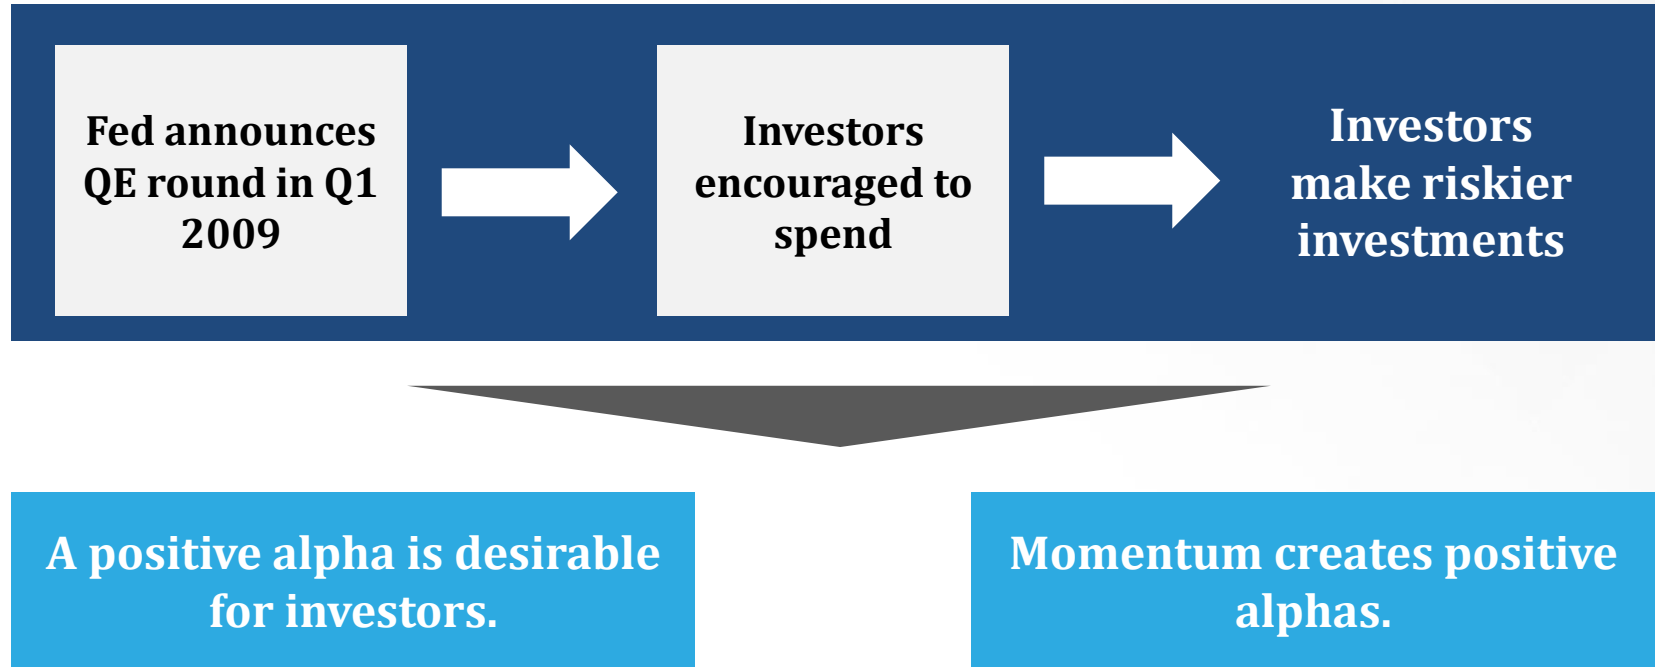 Fed announces
QE round in Q1
2009
Investors
encouraged to
spend
Investors
make riskier
investments
A positive alpha is desirable
for investors.
Momentum creates positive
alphas.